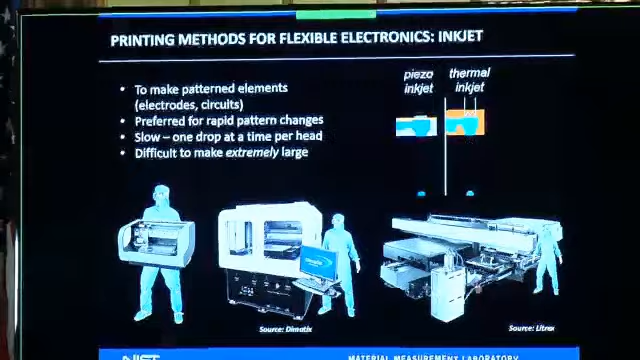 PRINTING METHODS FOR FLEXIBLE ELECTRONICS: INKJET
• To make patterned elements
(electrodes, circuits)
• Preferred for rapid pattern changes
• Slow – one drop at a time per head
• Difficult to make extremely large
piezo
inkjet
thermal
inkjet
Source: Dimatix
Source: Litrex
NIST
MATERIAL MEASUREMENT LABORATORY